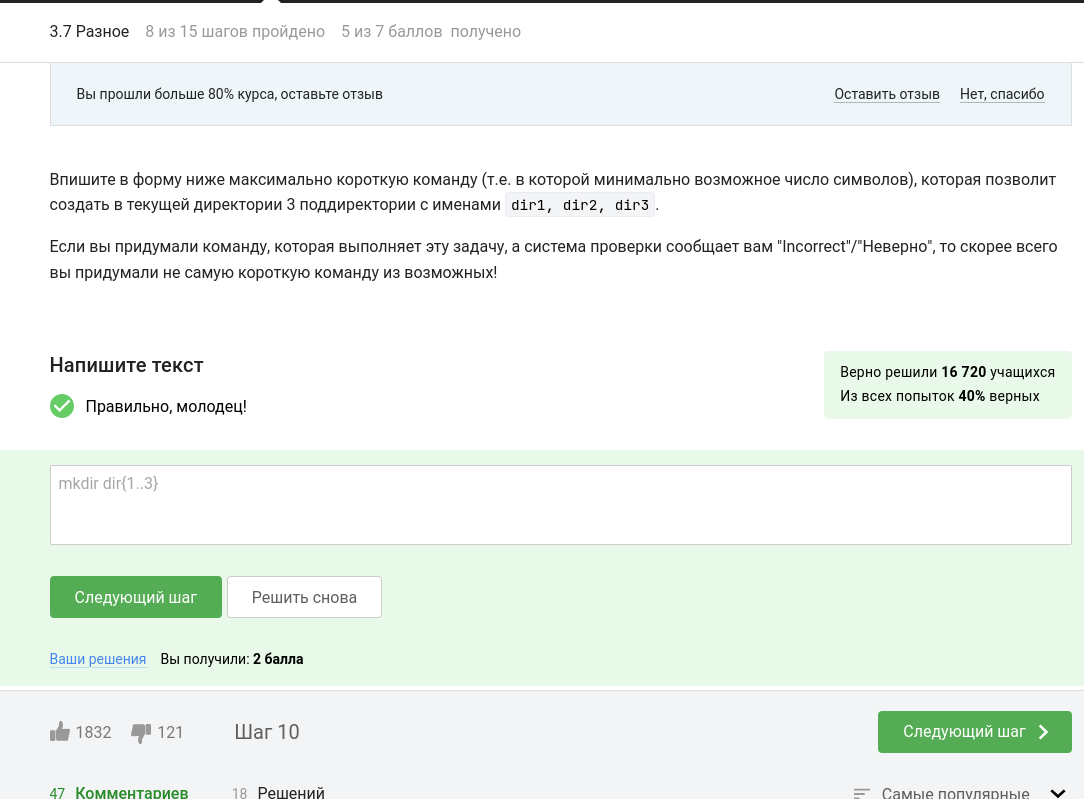 3.7 Разное 8 из 15 шагов пройдено 5 из 7 баллов получено
Вы прошли больше 80% курса, оставьте отзыв Оставить отзыв Нет, спасибо
Впишите в форму ниже максимально короткую команду (т.е. в которой минимально возможное число символов), которая позволит
создать в текущей директории 3 поддиректории с именами dir1, dir2, dir3.
Если вы придумали команду, которая выполняет эту задачу, а система проверки сообщает вам "Incorrect"/"Неверно", то скорее всего
вы придумали не самую короткую команду из возможных!
Напишите текст
Правильно, молодец!
Верно решили 16 720 учащихся
Из всех попыток 40% верных
mkdir dir{1..3}
Следующий шаг Решить снова
Ваши решения Вы получили: 2 балла
1832 121 Шаг 10 Следующий шаг
47 Комментариев 18 Решений Самые популярные